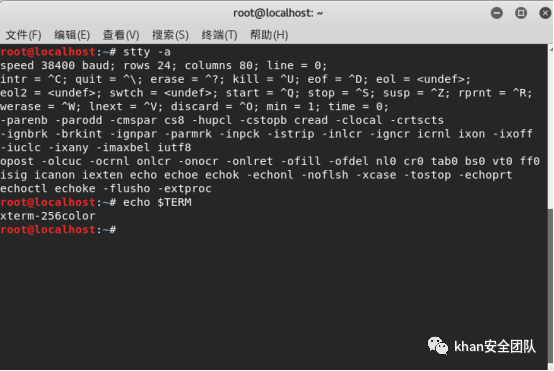 root@localhost: ~
文件(F) 编辑(E) 查看(V) 搜索(S) 终端(T) 帮助(H)
root@localhost:~# stty -a
speed 38400 baud; rows 24; columns 80; line = 0;
intr = ^C; quit = ^\; erase = ^?; kill = ^U; eof = ^D; eol = <undef>;
eol2 = <undef>; swtch = <undef>; start = ^Q; stop = ^S; susp = ^Z; rprnt = ^R;
werase = ^W; lnext = ^V; discard = ^O; min = 1; time = 0;
-parenb -parodd -cmspar cs8 -hupcl -cstopb cread -clocal -crtscts
-ignbrk -brkint -ignpar -parmrk -inpck -istrip -inlcr -igncr icrnl ixon -ixoff
-iuclc -ixany -imaxbel iutf8
opost -olcuc -ocrnl onlcr -onocr -onlret -ofill -ofdel nl0 cr0 tab0 bs0 vt0 ff0
isig icanon iexten echo echoe echok -echonl -noflsh -xcase -tostop -echoprt
echoctl echoke -flusho -extproc
root@localhost:~# echo $TERM
xterm-256color
root@localhost:~#
khan安全团队